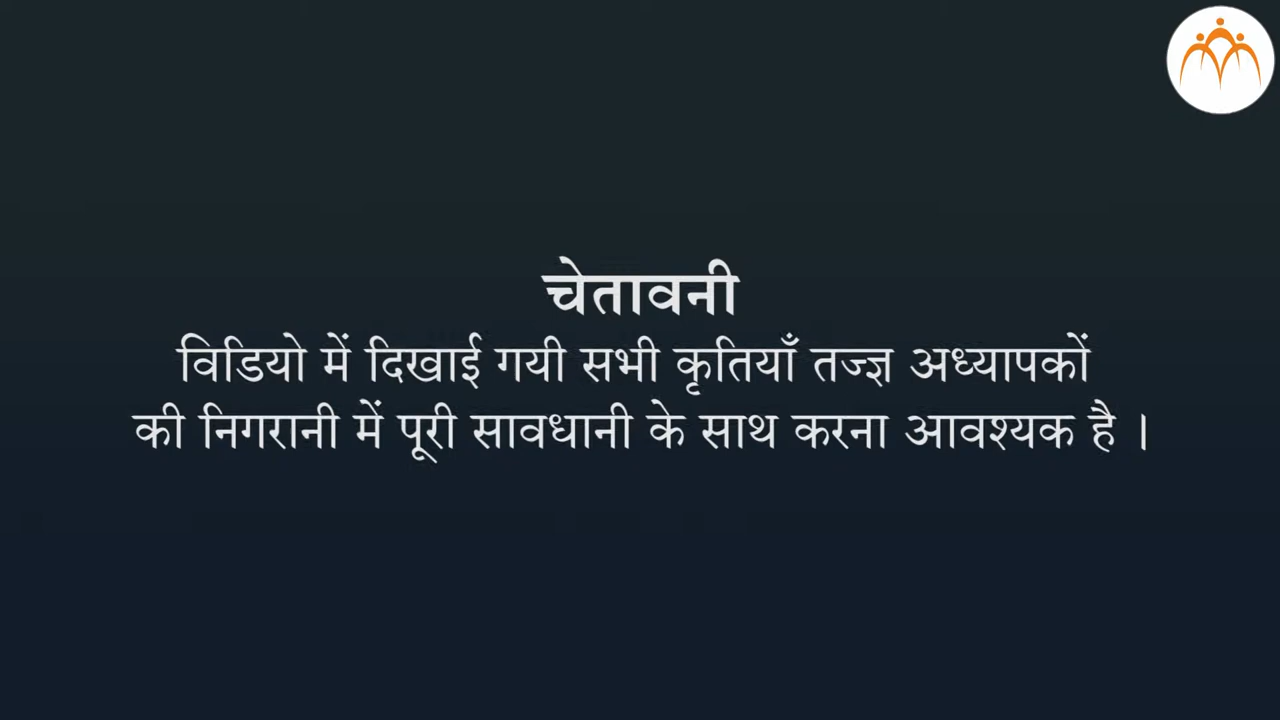 चेतावनी
विडियो में दिखाई गयी सभी कृतियाँ तज्ज्ञ अध्यापकों
की निगरानी में पूरी सावधानी के साथ करना आवश्यक है ।